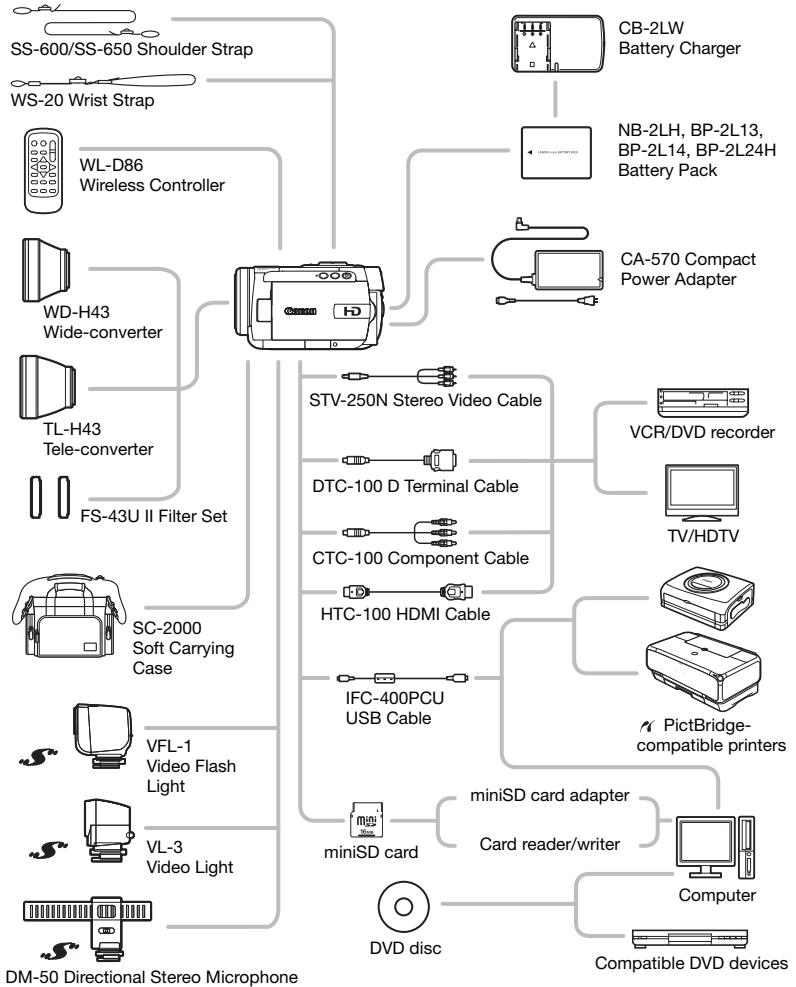 SS-600/SS-650 Shoulder Strap
WS-20 Wrist Strap
WL-D86
Wireless Controller
WD-H43
Wide-converter
TL-H43
Tele-converter
FS-43U II Filter Set
SC-2000
Soft Carrying
Case
VFL-1
Video Flash
Light
VL-3
Video Light
DM-50 Directional Stereo Microphone
Canon
HD
CB-2LW
Battery Charger
NB-2LH, BP-2L13,
BP-2L14, BP-2L24H
Battery Pack
CA-570 Compact
Power Adapter
STV-250N Stereo Video Cable
DTC-100 D Terminal Cable
CTC-100 Component Cable
HTC-100 HDMI Cable
IFC-400PCU
USB Cable
VCR/DVD recorder
TV/HDTV
PictBridge-
compatible printers
mini
16MB
miniSD card
miniSD card adapter
Card reader/writer
Computer
DVD disc
Compatible DVD devices